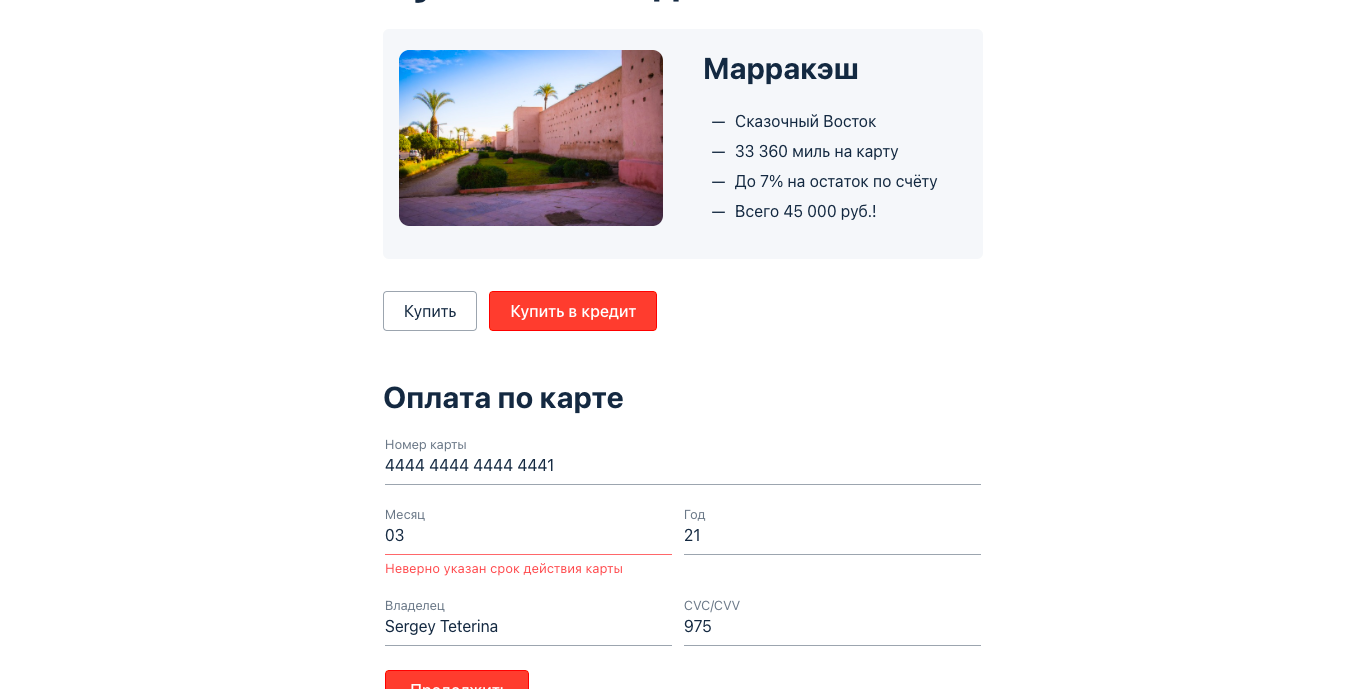 Марракэш
— Сказочный Восток
— 33 360 миль на карту
— До 7% на остаток по счёту
— Всего 45 000 руб.!
Купить
Купить в кредит
Оплата по карте
Номер карты
4444 4444 4444 4441
Месяц
Год
03
21
Неверно указан срок действия карты
Владелец
CVC/CVV
Sergey Teterina
975
Продолжить